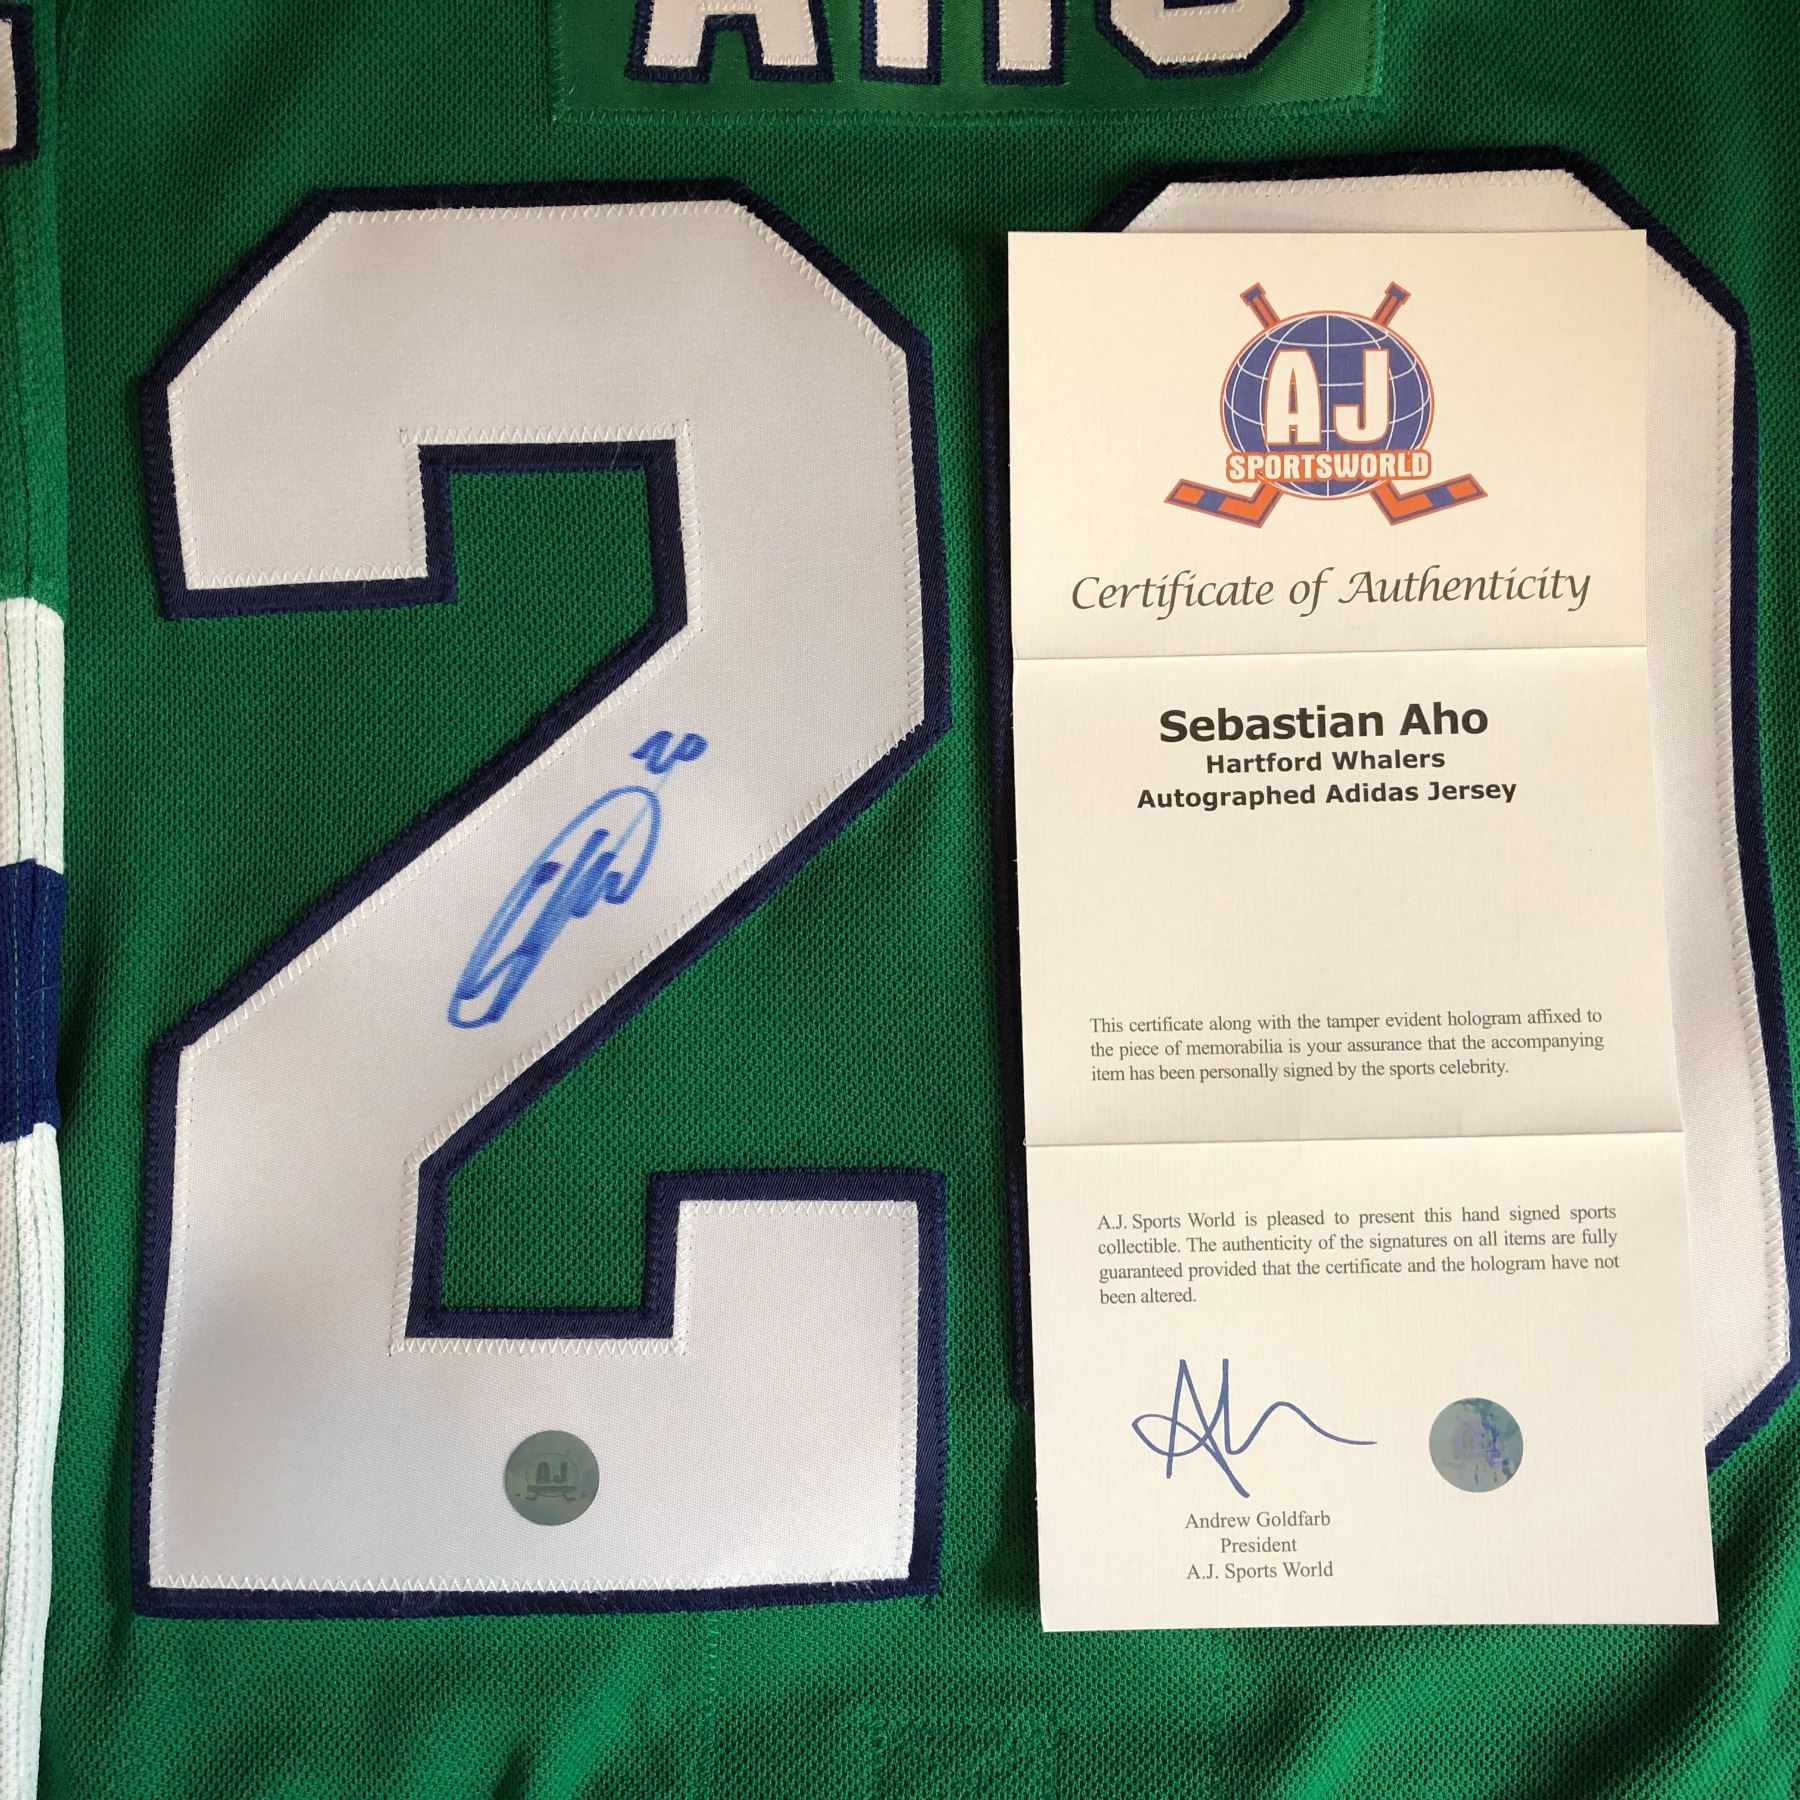 AHO
20
20
AJ
SPORTSWORLD
Certificate of Authenticity
Sebastian Aho
Hartford Whalers
Autographed Adidas Jersey
This certificate along with the tamper evident hologram affixed to
the piece of memorabilia is your assurance that the accompanying
item has been personally signed by the sports celebrity.
A.J. Sports World is pleased to present this hand signed sports
collectible. The authenticity of the signatures on all items are fully
guaranteed provided that the certificate and the hologram have not
been altered.
Andrew Goldfarb
President
A.J. Sports World
AJ
AJ